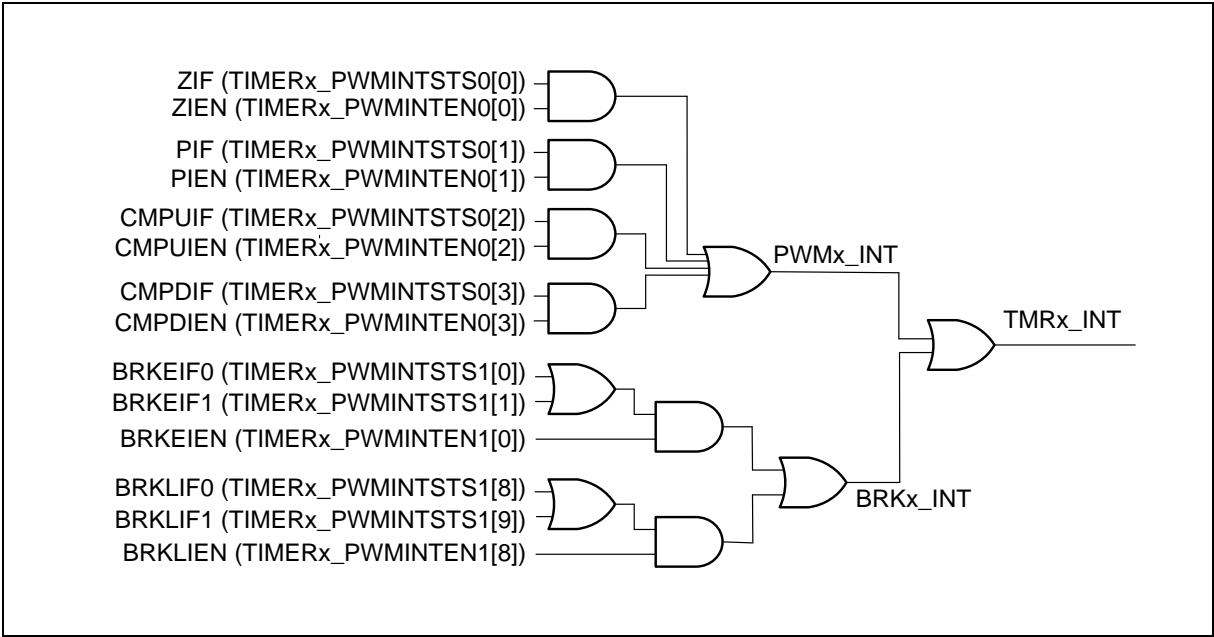 ZIF (TIMERx_PWMINTSTS0[0])
ZIEN (TIMERx_PWMINTEN0[0])
PIF (TIMERx_PWMINTSTS0[1])
PIEN (TIMERx_PWMINTEN0[1])
CMPUIF (TIMERx_PWMINTSTS0[2])
CMPUIEN (TIMERx_PWMINTEN0[2])
PWMx_INT
CMPDIF (TIMERx_PWMINTSTS0[3])
CMPDIEN (TIMERx_PWMINTEN0[3])
TMRx_INT
BRKEIF0 (TIMERx_PWMINTSTS1[0])
BRKEIF1 (TIMERx_PWMINTSTS1[1])
BRKEIEN (TIMERx_PWMINTEN1[0])
BRKLIF0 (TIMERx_PWMINTSTS1[8])
BRKx_INT
BRKLIF1 (TIMERx_PWMINTSTS1[9])
BRKLIEN (TIMERx_PWMINTEN1[8])